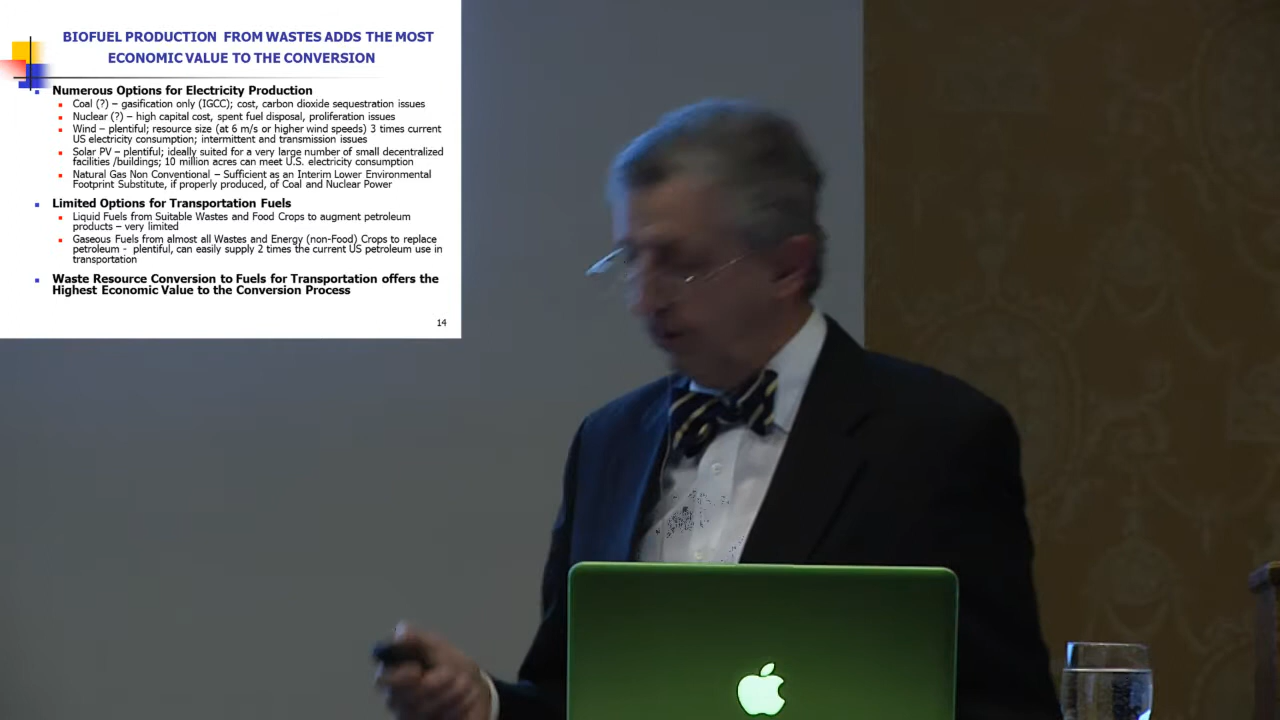 BIOFUEL PRODUCTION FROM WASTES ADDS THE MOST
ECONOMIC VALUE TO THE CONVERSION
Numerous Options for Electricity Production
Coal (?) – gasification only (IGCC); cost, carbon dioxide sequestration issues
Nuclear (?) – high capital cost, spent fuel disposal, proliferation issues
Wind – plentiful; resource size (at 6 m/s or higher wind speeds) 3 times current
US electricity consumption; intermittent and transmission issues
Solar PV – plentiful; ideally suited for a very large number of small decentralized
facilities /buildings; 10 million acres can meet U.S. electricity consumption
Natural Gas Non Conventional – Sufficient as an Interim Lower Environmental
Footprint Substitute, if properly produced, of Coal and Nuclear Power
Limited Options for Transportation Fuels
Liquid Fuels from Suitable Wastes and Food Crops to augment petroleum
products – very limited
Gaseous Fuels from almost all Wastes and Energy (non-Food) Crops to replace
petroleum - plentiful, can easily supply 2 times the current US petroleum use in
transportation
Waste Resource Conversion to Fuels for Transportation offers the
Highest Economic Value to the Conversion Process
14